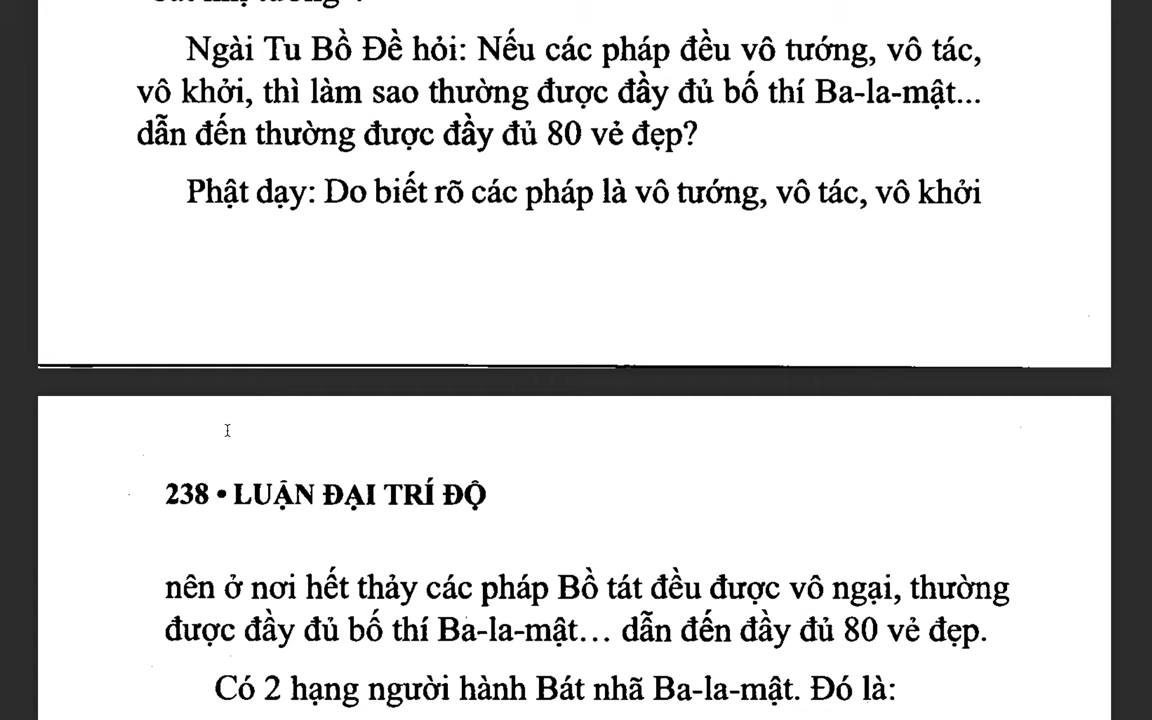 Ngài Tu Bồ Đề hỏi: Nếu các pháp đều vô tướng, vô tác,
vô khởi, thì làm sao thường được đầy đủ bố thí Ba-la-mật...
dẫn đến thường được đầy đủ 80 vẻ đẹp?
Phật dạy: Do biết rõ các pháp là vô tướng, vô tác, vô khởi
238 • LUẬN ĐẠI TRÍ ĐỘ
nên ở nơi hết thảy các pháp Bồ tát đều được vô ngại, thường
được đầy đủ bố thí Ba-la-mật... dẫn đến đầy đủ 80 vẻ đẹp.
Có 2 hạng người hành Bát nhã Ba-la-mật. Đó là: